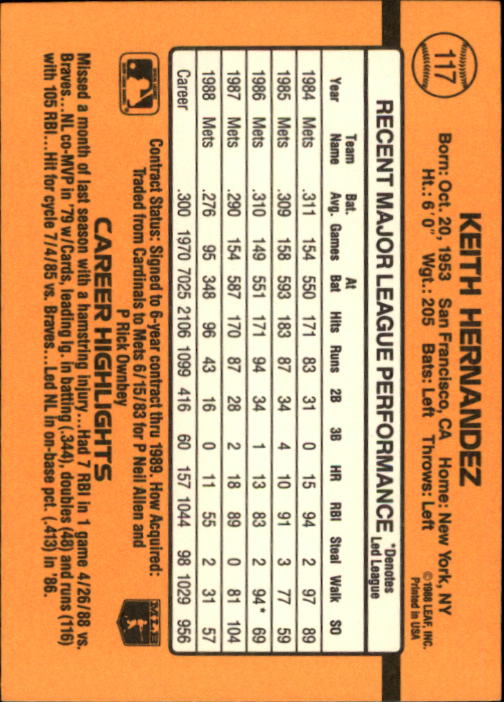 117
KEITH HERNANDEZ
Born: Oct. 20, 1953 San Francisco, CA Home: New York, NY
Ht.: 6'0" Wgt.: 205 Bats: Left Throws: Left
© 1988 LEAF, INC.
Printed in USA
RECENT MAJOR LEAGUE PERFORMANCE *Denotes Led League
Year Team Name Bat. Avg. Games At Bat Hits Runs 2B 3B HR RBI Steal Walk SO
1984 Mets .311 154 550 171 83 31 0 15 94 2 97 89
1985 Mets .309 158 593 183 87 34 4 10 91 3 77 59
1986 Mets .310 149 551 171 94 34 1 13 83 2 94* 69
1987 Mets .290 154 587 170 87 28 2 18 89 0 81 104
1988 Mets .276 95 348 96 43 16 0 11 55 2 31 57
Career .300 1970 7025 2106 1099 416 60 157 1044 98 1029 956
Contract Status: Signed to 6-year contract thru 1989. How Acquired:
Traded from Cardinals to Mets 6/15/83 for P Neil Allen and
P Rick Ownbey
MLB
CAREER HIGHLIGHTS
Missed a month of last season with a hamstring injury...Had 7 RBI in 1 game 4/26/88 vs.
Braves...NL co-MVP in '79 w/Cards, leading lg. in batting (.344), doubles (48) and runs (116)
with 105 RBI...Hit for cycle 7/4/85 vs. Braves...Led NL in on-base pct. (.413) in '86.